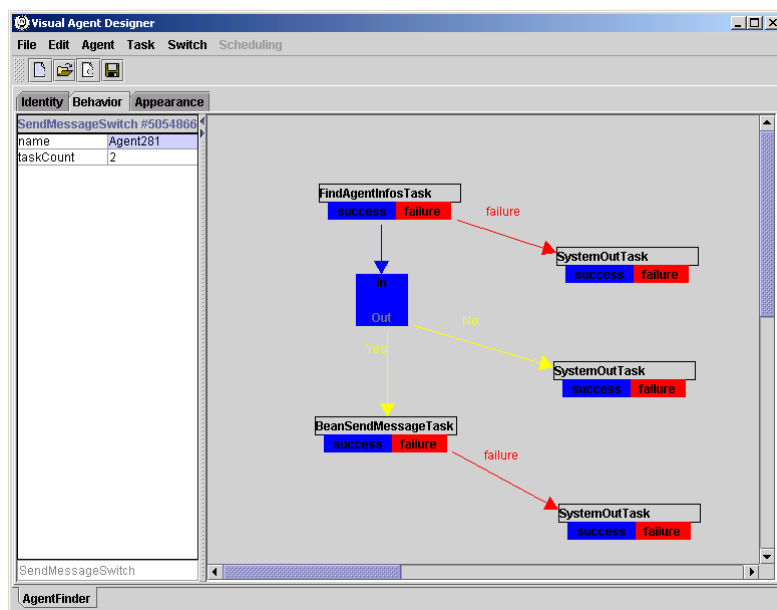 Visual Agent Designer
File Edit Agent Task Switch Scheduling
Identity Behavior Appearance
SendMessageSwitch #5054866
name Agent281
taskCount 2
FindAgentInfosTask
success failure
failure
SystemOutTask
success failure
In
Out
No
Yes
SystemOutTask
success failure
BeanSendMessageTask
success failure
failure
SystemOutTask
success failure
SendMessageSwitch
AgentFinder